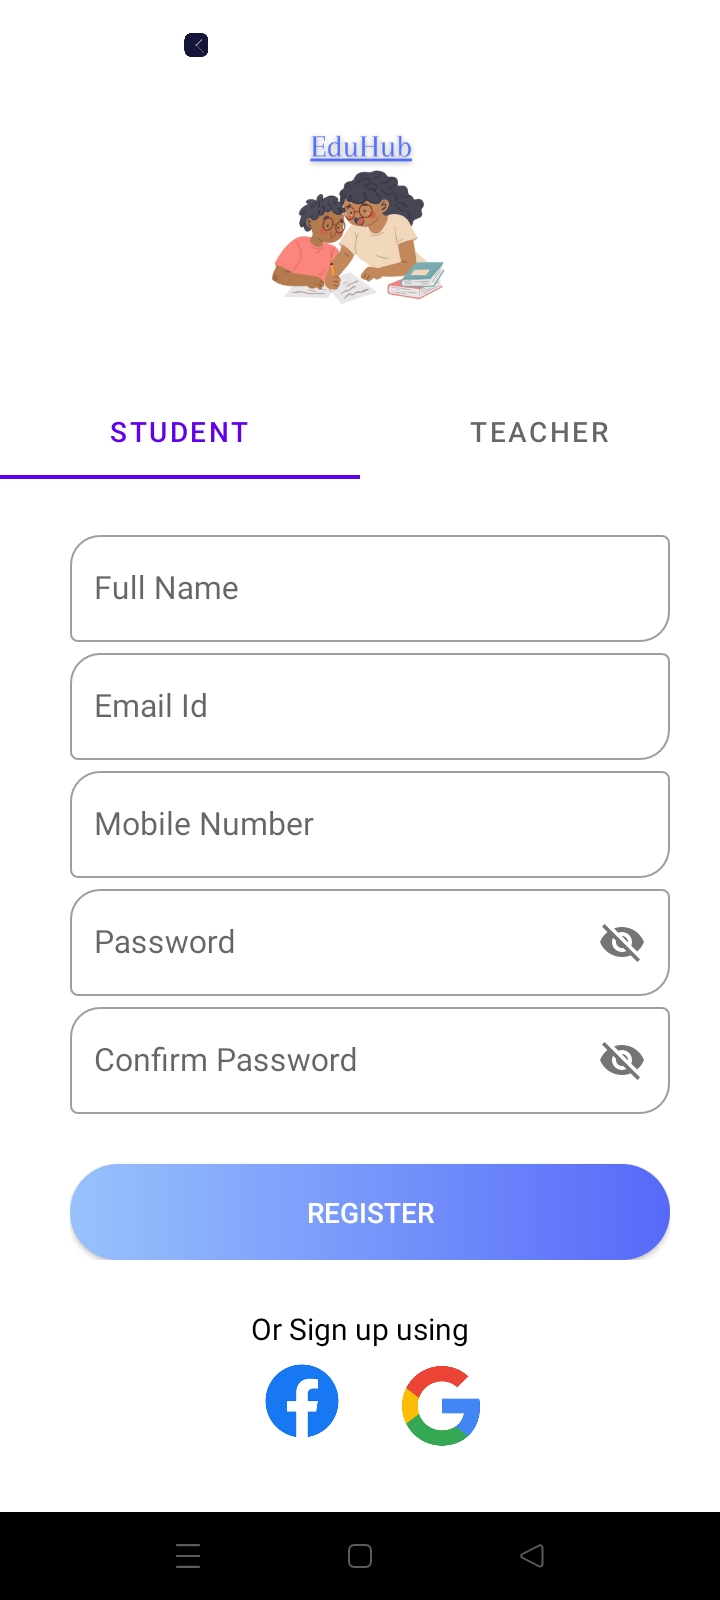 EduHub
STUDENT
TEACHER
Full Name
Email Id
Mobile Number
Password
Confirm Password
REGISTER
Or Sign up using